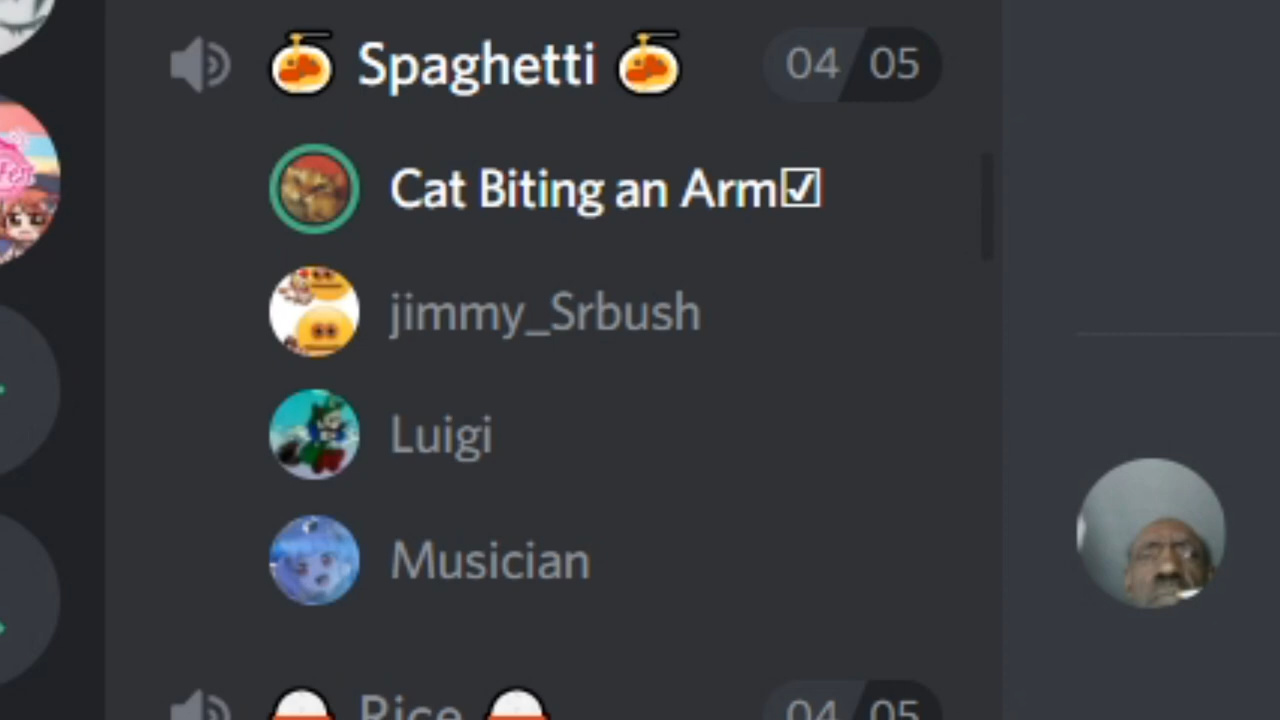 🍝 Spaghetti 🍝 04 05
Cat Biting an Arm☑
jimmy_Srbush
Luigi
Musician
🍚 Rice 🍚 04 05